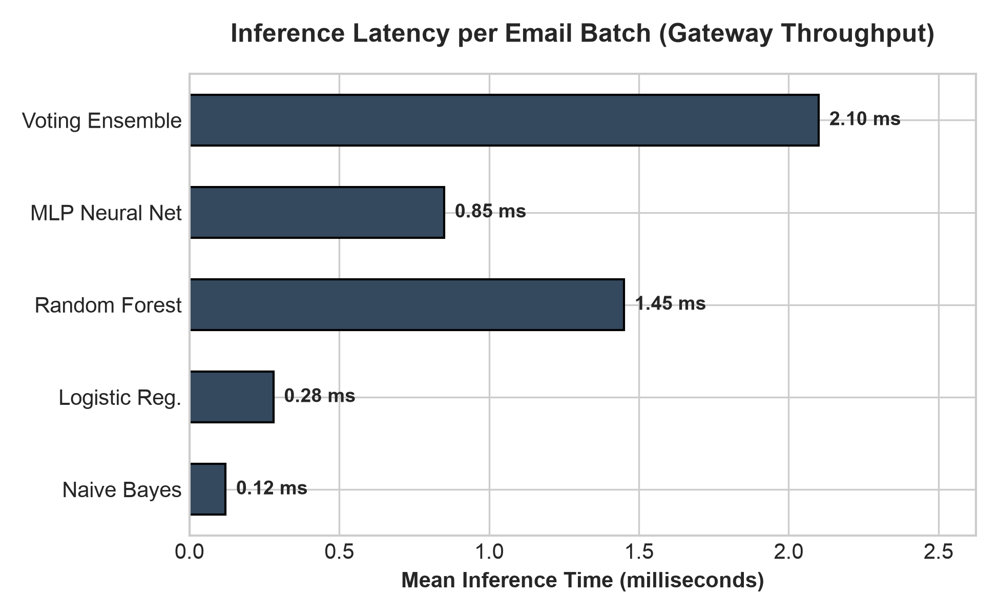 Inference Latency per Email Batch (Gateway Throughput)
Voting Ensemble
2.10 ms
MLP Neural Net
0.85 ms
Random Forest
1.45 ms
Logistic Reg.
0.28 ms
Naive Bayes
0.12 ms
0.0 0.5 1.0 1.5 2.0 2.5
Mean Inference Time (milliseconds)